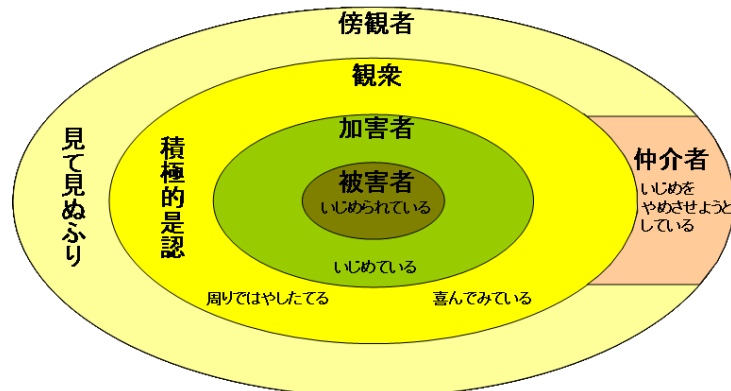 傍観者
観衆
加害者
被害者
いじめられている
いじめている
周りではやしたてる
喜んでみている
積極的是認
見て見ぬふり
仲介者
いじめを
やめさせようと
している